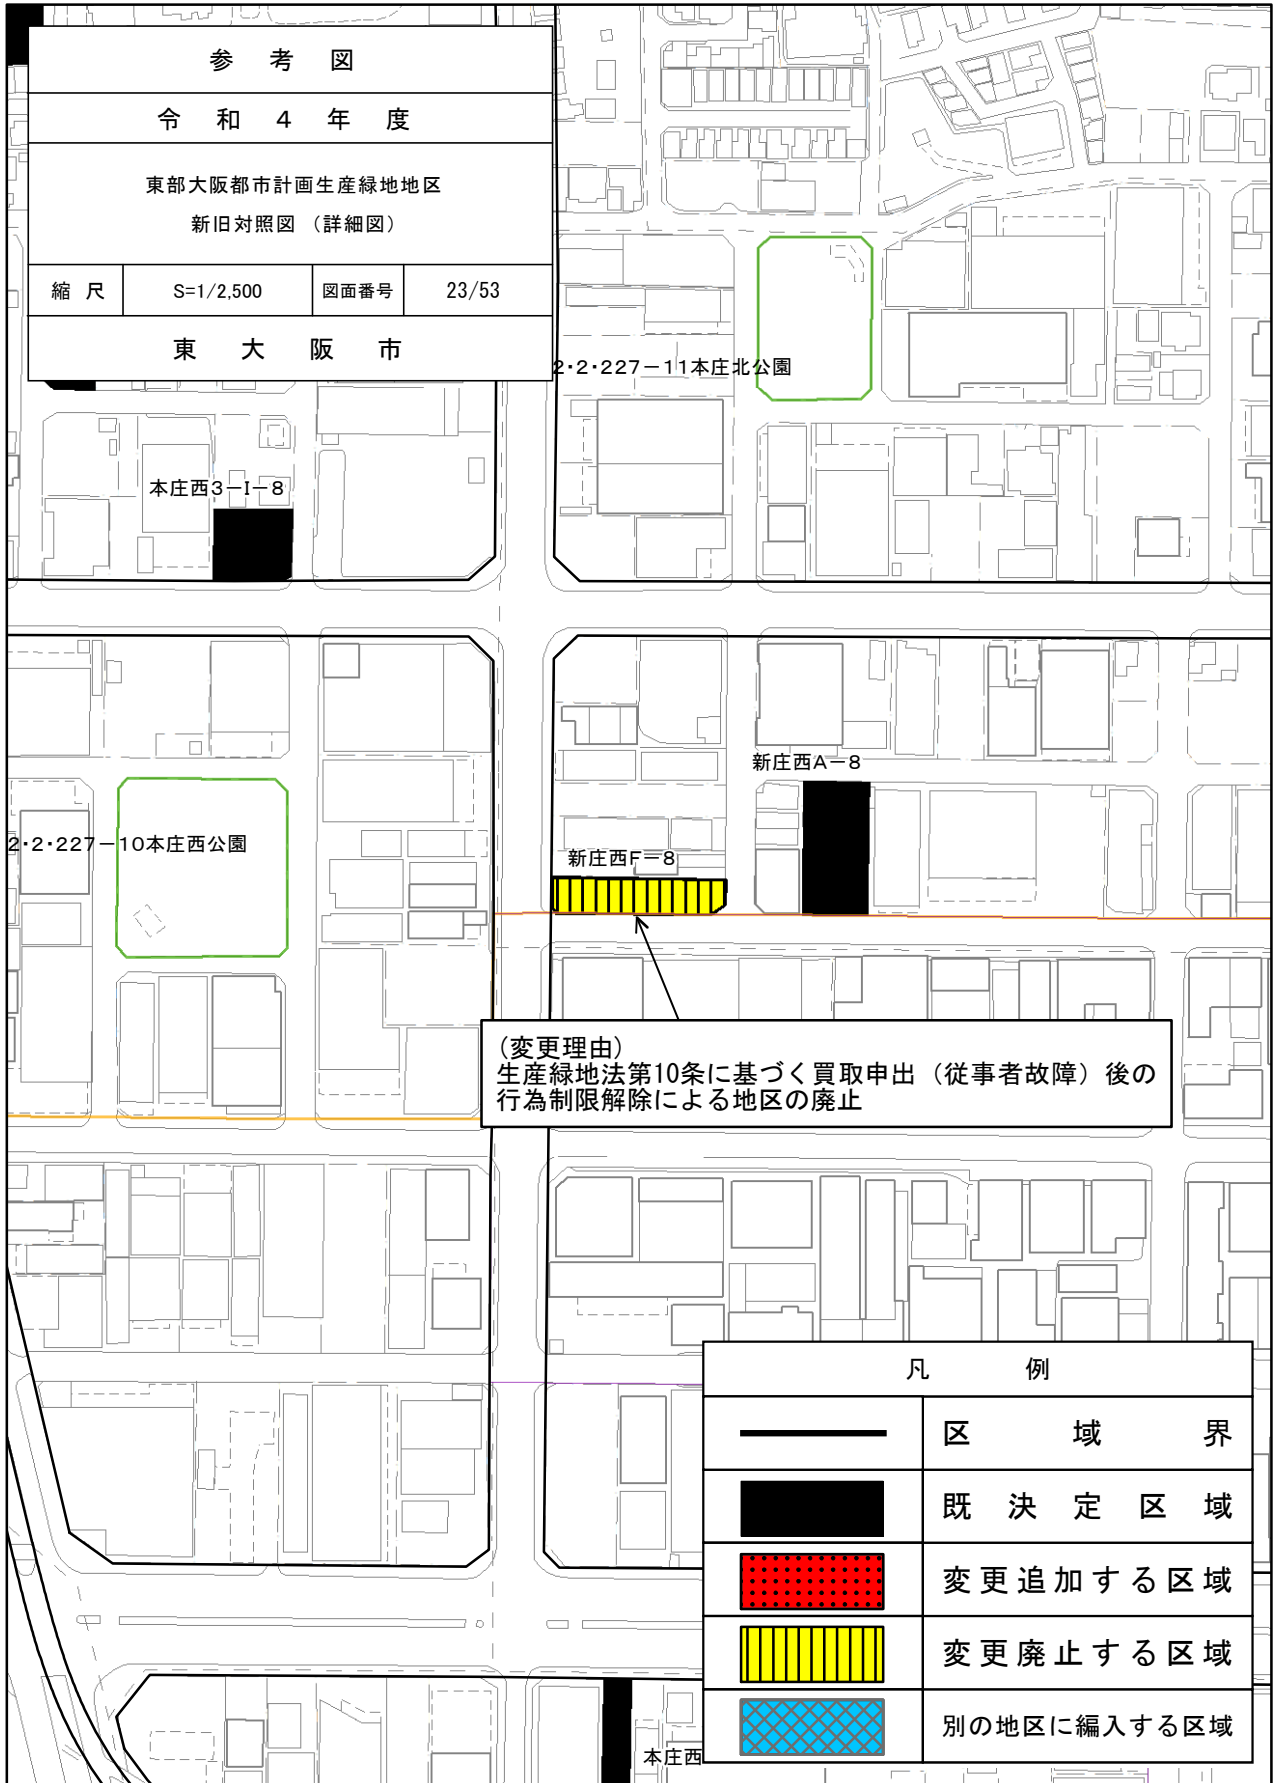 参考図
令和4年度
東部大阪都市計画生産緑地地区
新旧対照図 (詳細図)
縮尺 S=1/2,500 図面番号 23/53
東大阪市
2・2・227-11本庄北公園
本庄西3-I-8
新庄西A-8
2・2・227-10本庄西公園
新庄西F-8
(変更理由)
生産緑地法第10条に基づく買取申出(従事者故障)後の
行為制限解除による地区の廃止
凡例
区域界
既決定区域
変更追加する区域
変更廃止する区域
別の地区に編入する区域
本庄西